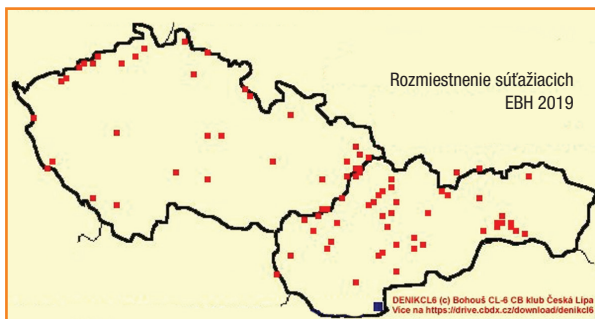 Rozmiestnenie súťažiacich
EBH 2019
DENIKCL6 (c) Bohouš CL-6 CB klub Česká Lípa
Více na https://drive.cbdx.cz/download/denikcl6